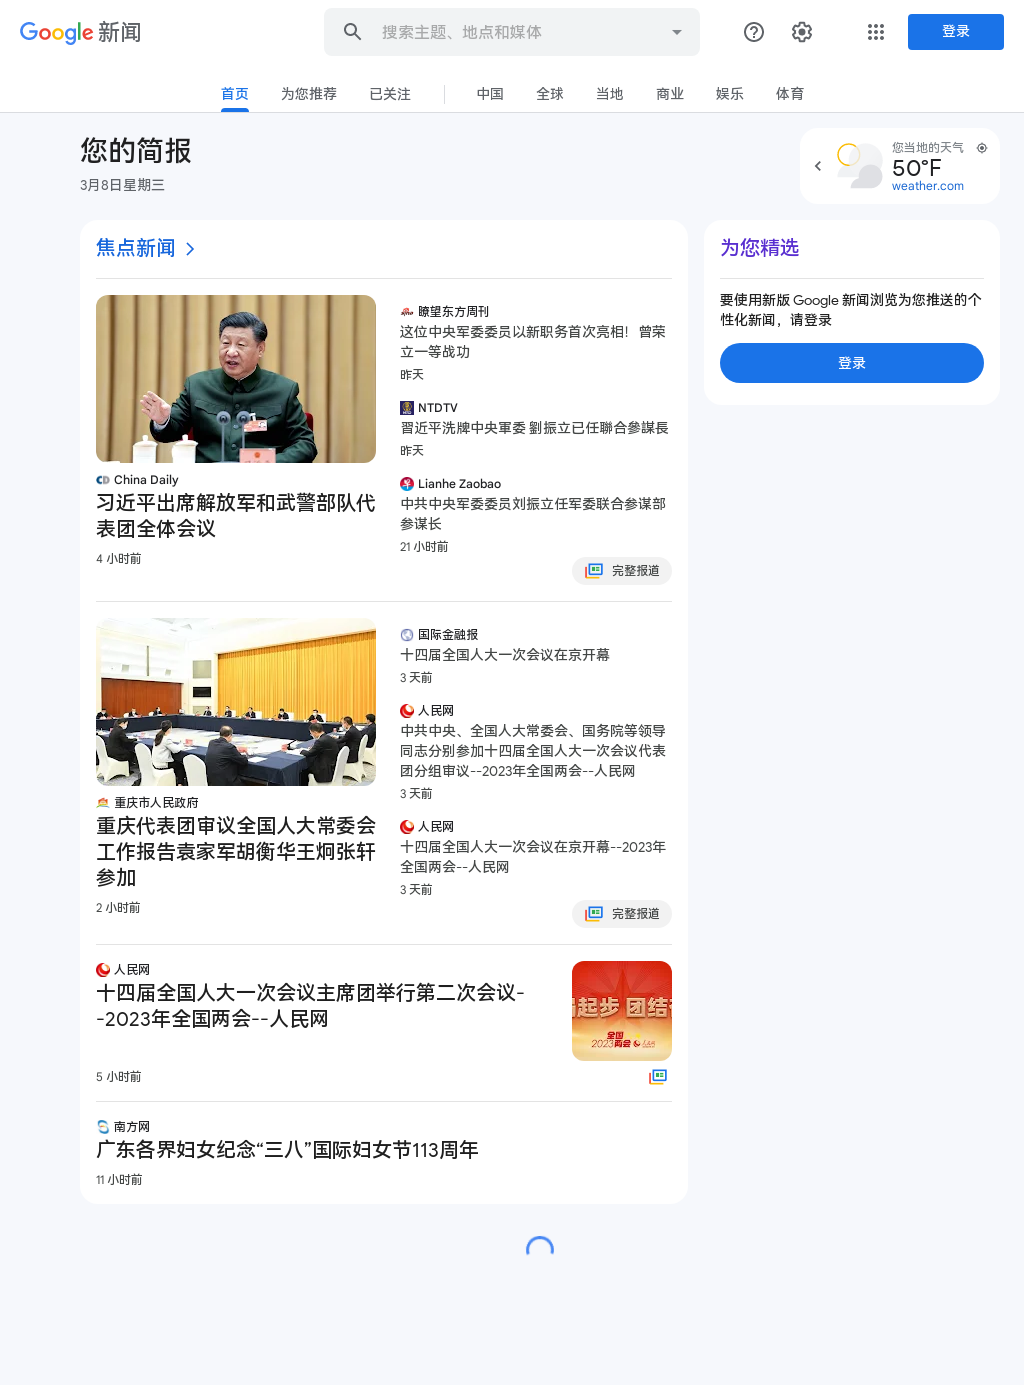 Google 新闻
搜索主题、地点和媒体
登录
首页
为您推荐
已关注
中国
全球
当地
商业
娱乐
体育
您的简报
3月8日星期三
您当地的天气
50°F
weather.com
焦点新闻
China Daily
习近平出席解放军和武警部队代
表团全体会议
4 小时前
瞭望东方周刊
这位中央军委委员以新职务首次亮相！曾荣
立一等战功
昨天
NTDTV
習近平洗牌中央軍委 劉振立已任聯合參謀長
昨天
Lianhe Zaobao
中共中央军委委员刘振立任军委联合参谋部
参谋长
21 小时前
完整报道
重庆市人民政府
重庆代表团审议全国人大常委会
工作报告袁家军胡衡华王炯张轩
参加
2 小时前
国际金融报
十四届全国人大一次会议在京开幕
3 天前
人民网
中共中央、全国人大常委会、国务院等领导
同志分别参加十四届全国人大一次会议代表
团分组审议--2023年全国两会--人民网
3 天前
人民网
十四届全国人大一次会议在京开幕--2023年
全国两会--人民网
3 天前
完整报道
人民网
十四届全国人大一次会议主席团举行第二次会议-
-2023年全国两会--人民网
5 小时前
起步 团结
全国
2023两会
南方网
广东各界妇女纪念“三八”国际妇女节113周年
11 小时前
为您精选
要使用新版 Google 新闻浏览为您推送的个
性化新闻，请登录
登录